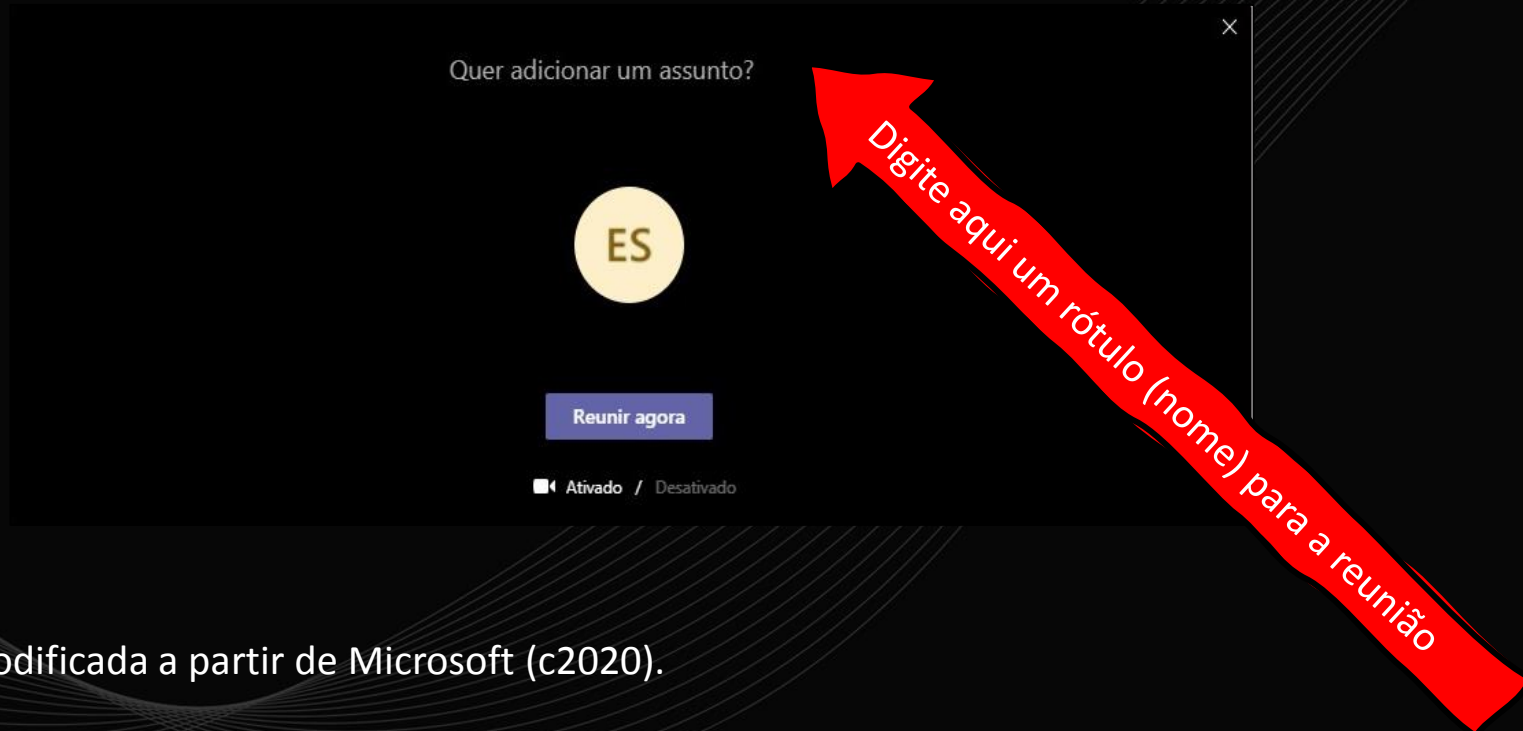 Quer adicionar um assunto?
Digite aqui um rótulo (nome) para a reunião
ES
Reunir agora
Ativado / Desativado
odificada a partir de Microsoft (c2020).